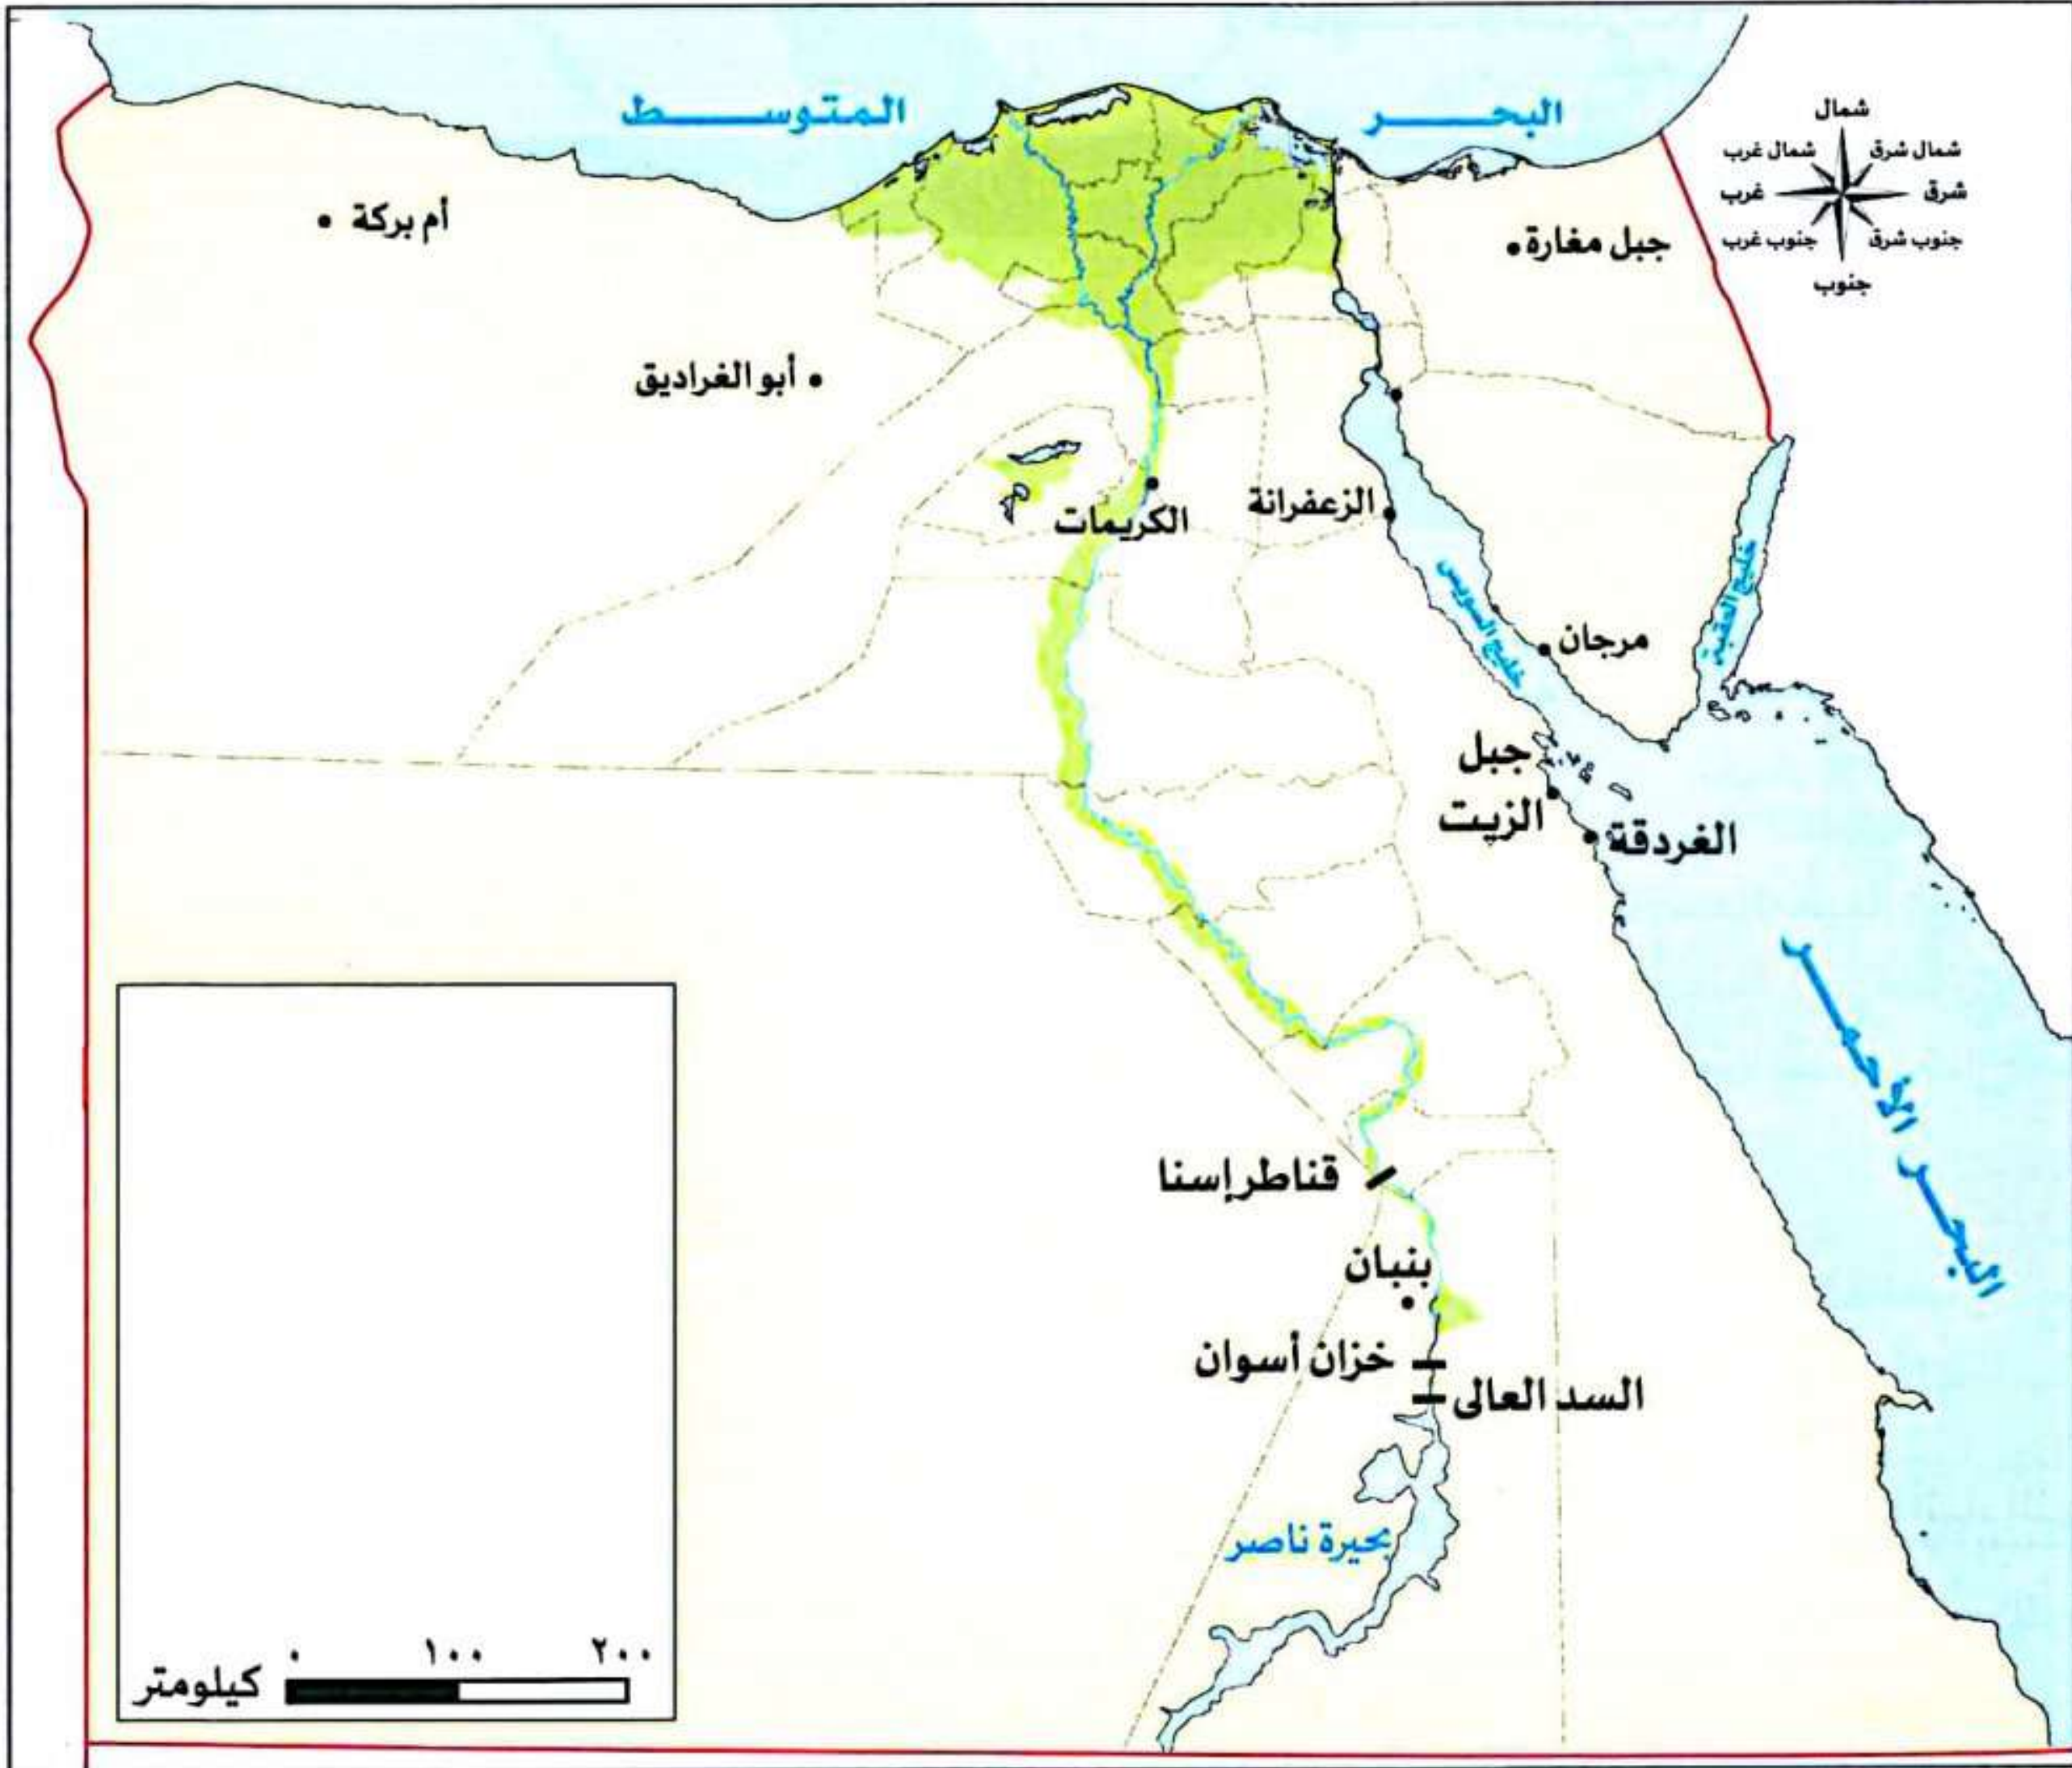 البحر المتوسط
شمال
شمال غرب
شمال شرق
غرب
شرق
جنوب غرب
جنوب شرق
جنوب
أم بركة
جبل مغارة
أبو الغراديق
الكريمات
الزعفرانة
خليج السويس
خليج العقبة
مرجان
جبل
الزيت
الغردقة
البحر الأحمر
قناطر إسنا
بنبان
خزان أسوان
السد العالى
بحيرة ناصر
٠ ١٠٠ ٢٠٠
كيلومتر